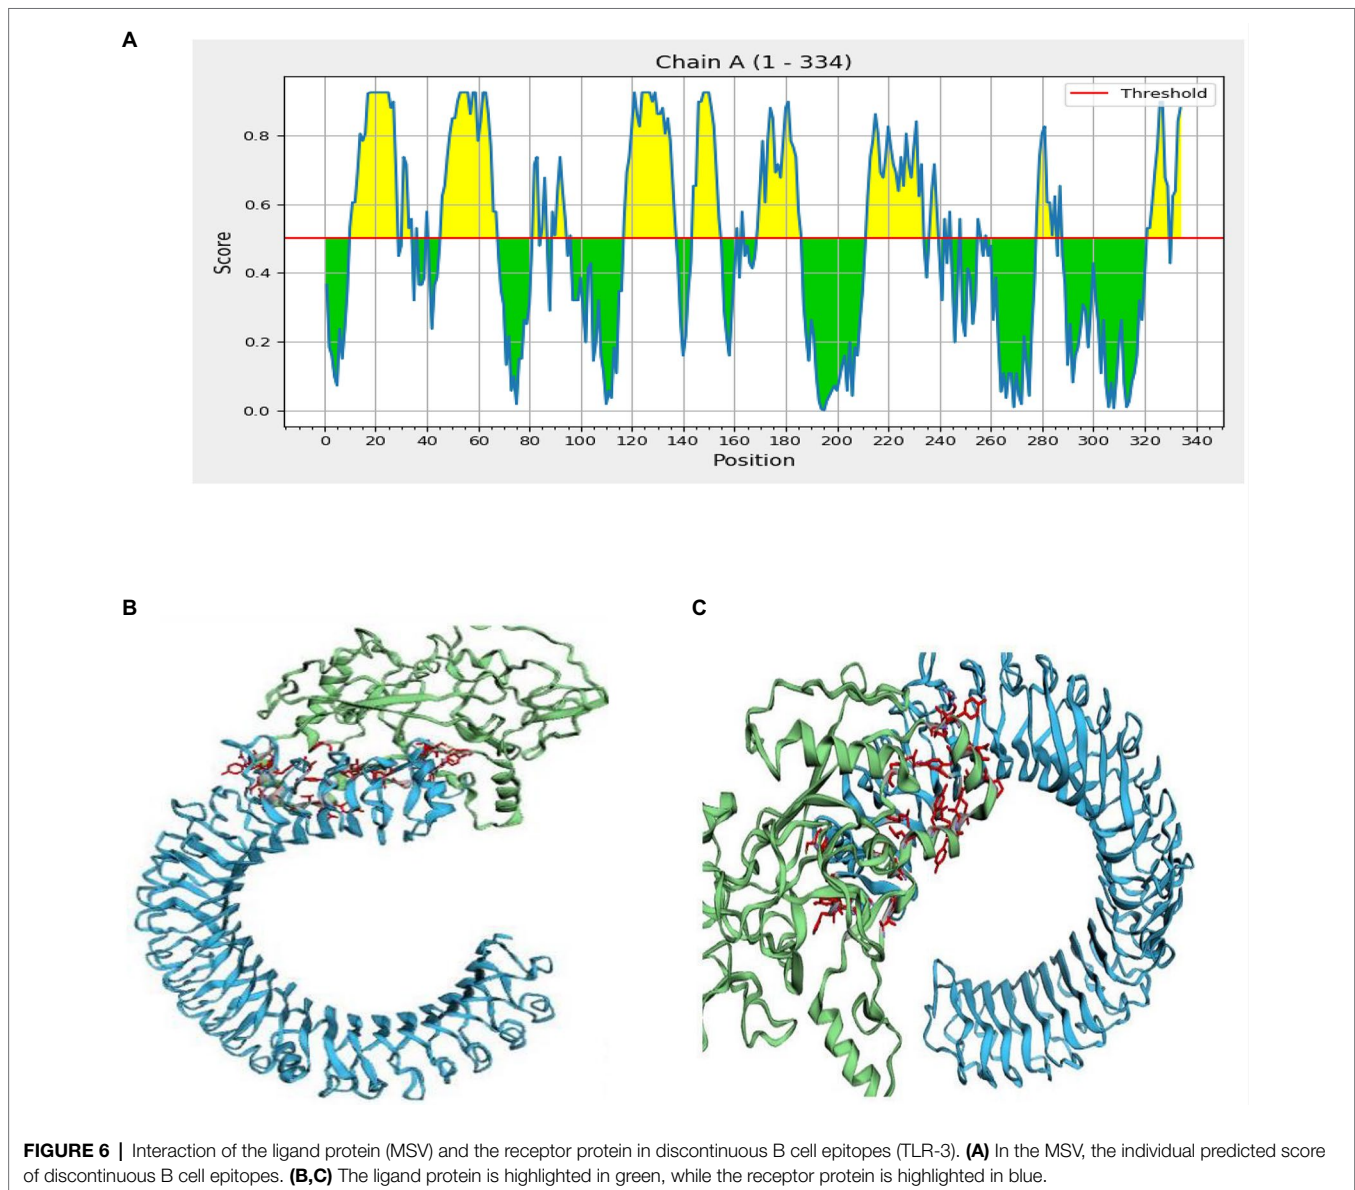 A
Chain A (1 - 334)
Threshold
Score
0.8
0.6
0.4
0.2
0.0
0 20 40 60 80 100 120 140 160 180 200 220 240 260 280 300 320 340
Position
B
C
FIGURE 6 | Interaction of the ligand protein (MSV) and the receptor protein in discontinuous B cell epitopes (TLR-3). (A) In the MSV, the individual predicted score
of discontinuous B cell epitopes. (B,C) The ligand protein is highlighted in green, while the receptor protein is highlighted in blue.